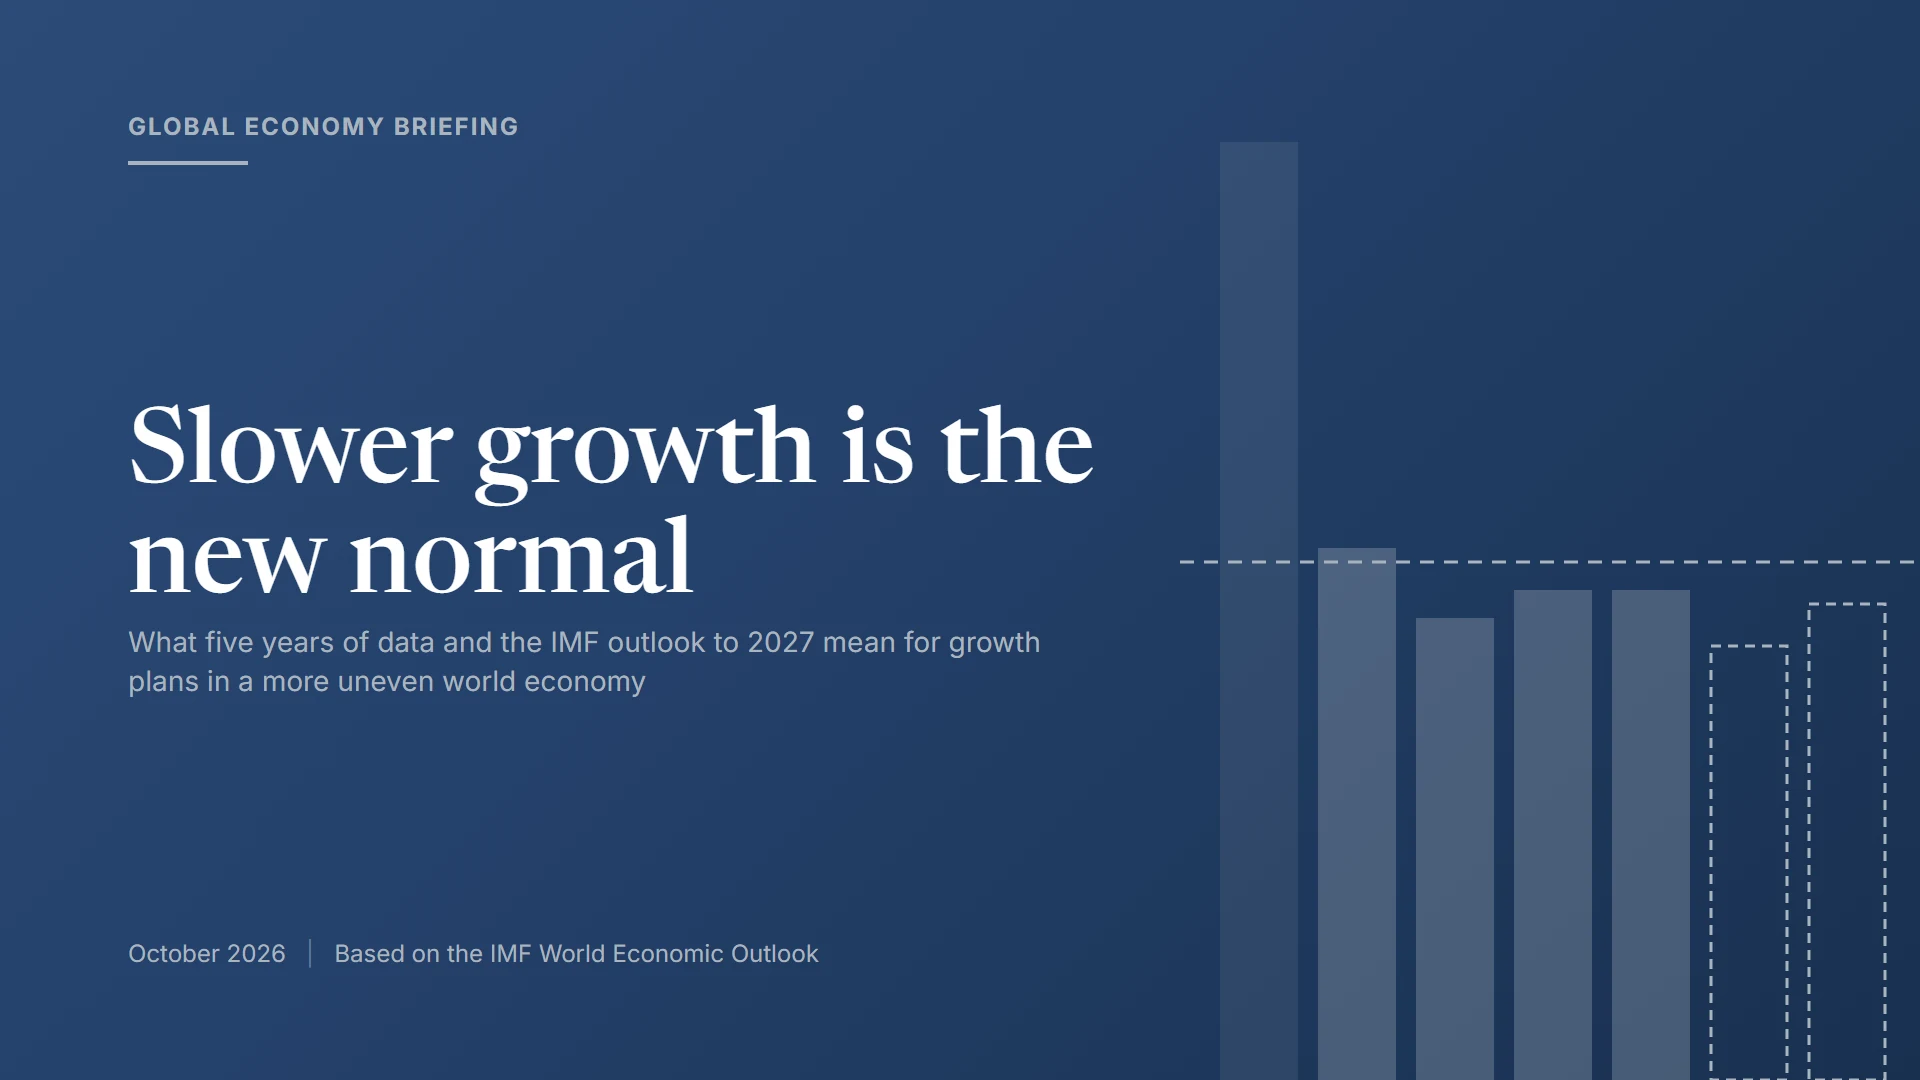 GLOBAL ECONOMY BRIEFING
Slower growth is the
new normal
What five years of data and the IMF outlook to 2027 mean for growth
plans in a more uneven world economy
October 2026 | Based on the IMF World Economic Outlook